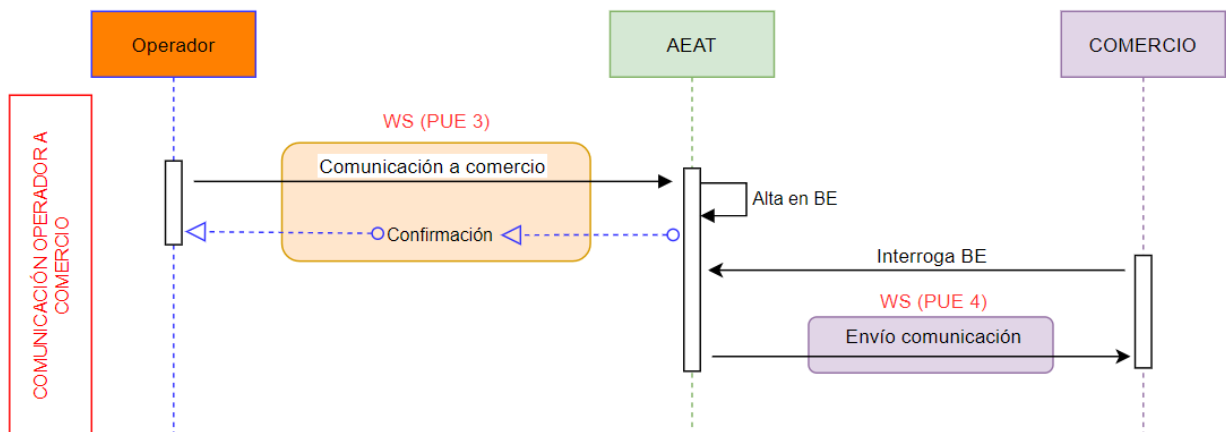 Operador
AEAT
COMERCIO
COMUNICACIÓN OPERADOR A
COMERCIO
WS (PUE 3)
Comunicación a comercio
Alta en BE
Confirmación
Interroga BE
WS (PUE 4)
Envío comunicación